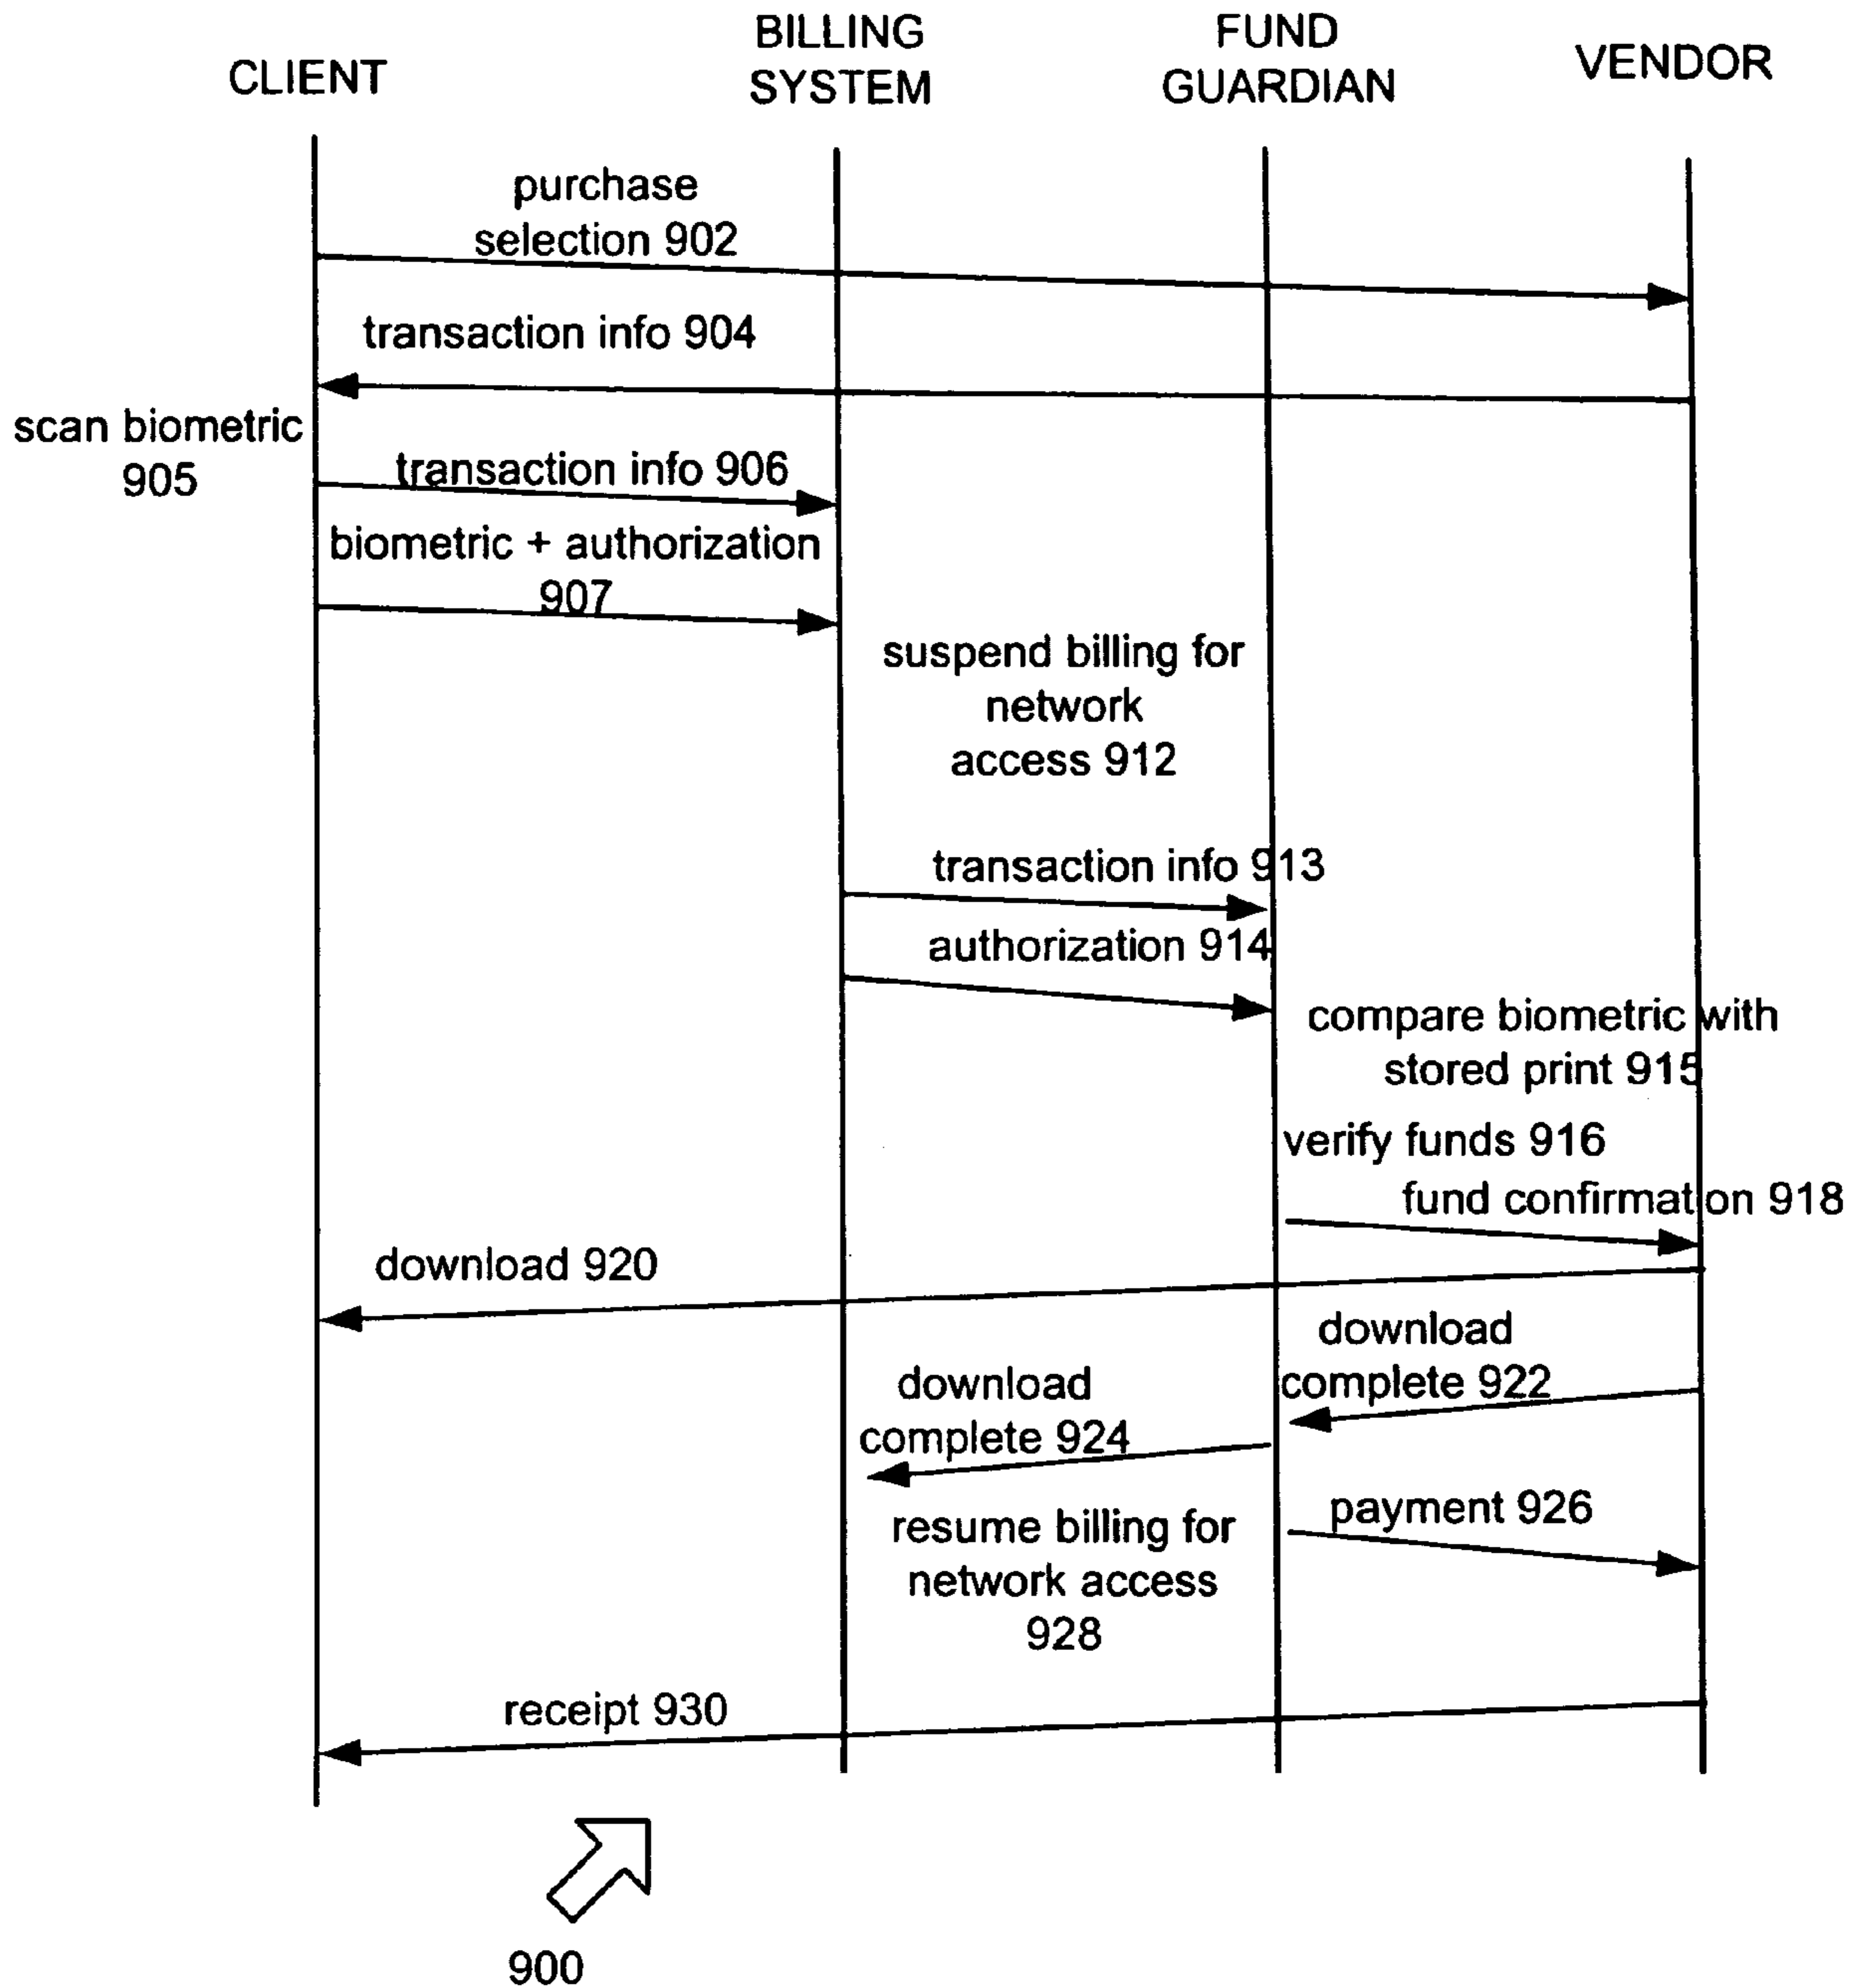 CLIENT
BILLING
SYSTEM
FUND
GUARDIAN
VENDOR
purchase
selection 902
transaction info 904
scan biometric
905
transaction info 906
biometric + authorization
907
suspend billing for
network
access 912
transaction info 913
authorization 914
compare biometric with
stored print 915
verify funds 916
fund confirmation 918
download 920
download
complete 922
download
complete 924
payment 926
resume billing for
network access
928
receipt 930
900